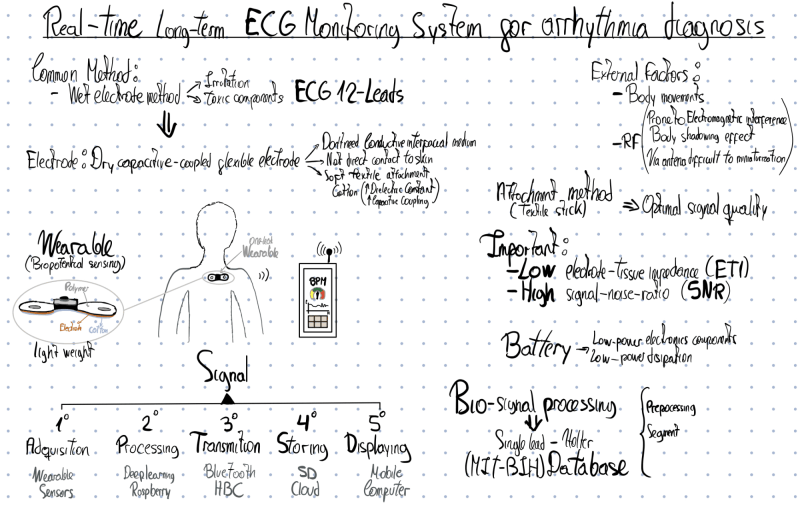 Real-time Long-term ECG Monitoring System for arrhythmia diagnosis
Common Method:
- Wet electrode method
Irritation
toxic components
ECG 12-Leads
Electrode: Dry capacitive-coupled flexible electrode
Don't need Conductive interfacial medium
Not direct contact to skin
Soft textile attachment
Cotton (↑Dielectric Constant)
↑Capacitive Coupling)
External Factors:
- Body movements
- RF
(Prone to Electromagnetic interference
Body shadowing effect
Via antena difficult to miniaturation)
Attachment method
(Textile stick)
⇒ Optimal signal quality
Important:
- Low electrode-tissue impedance (ETI)
- High signal-noise-ratio (SNR)
Battery
Low-power electronics components
Low-power disipation
Wearable
(Biopotential sensing)
Polymer
Electrode
Cotton
light weight
Wearable
BPM
Signal
1°
2°
3°
4°
5°
Adquisition
Processing
Transmition
Storing
Displaying
Wearable
Sensors
Deep learning
Raspberry
Bluetooth
HBC
SD
Cloud
Mobile
Computer
Bio-signal processing
Single lead - Holter
(MIT-BIH) Database
Preprocessing
Segment